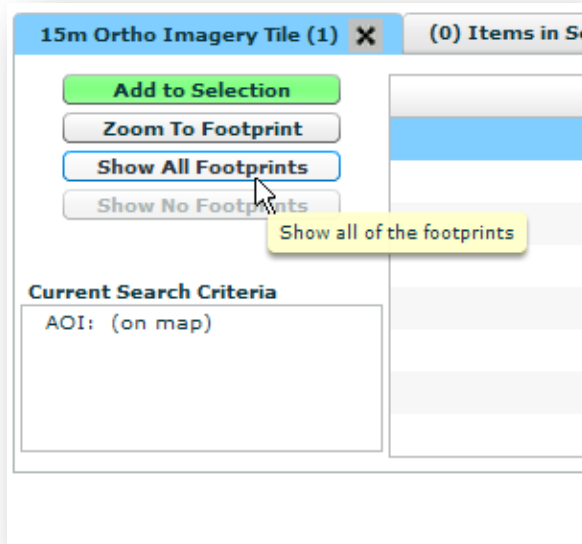 15m Ortho Imagery Tile (1)
(0) Items in
Add to Selection
Zoom To Footprint
Show All Footprints
Show No Footprints
Show all of the footprints
Current Search Criteria
AOI: (on map)